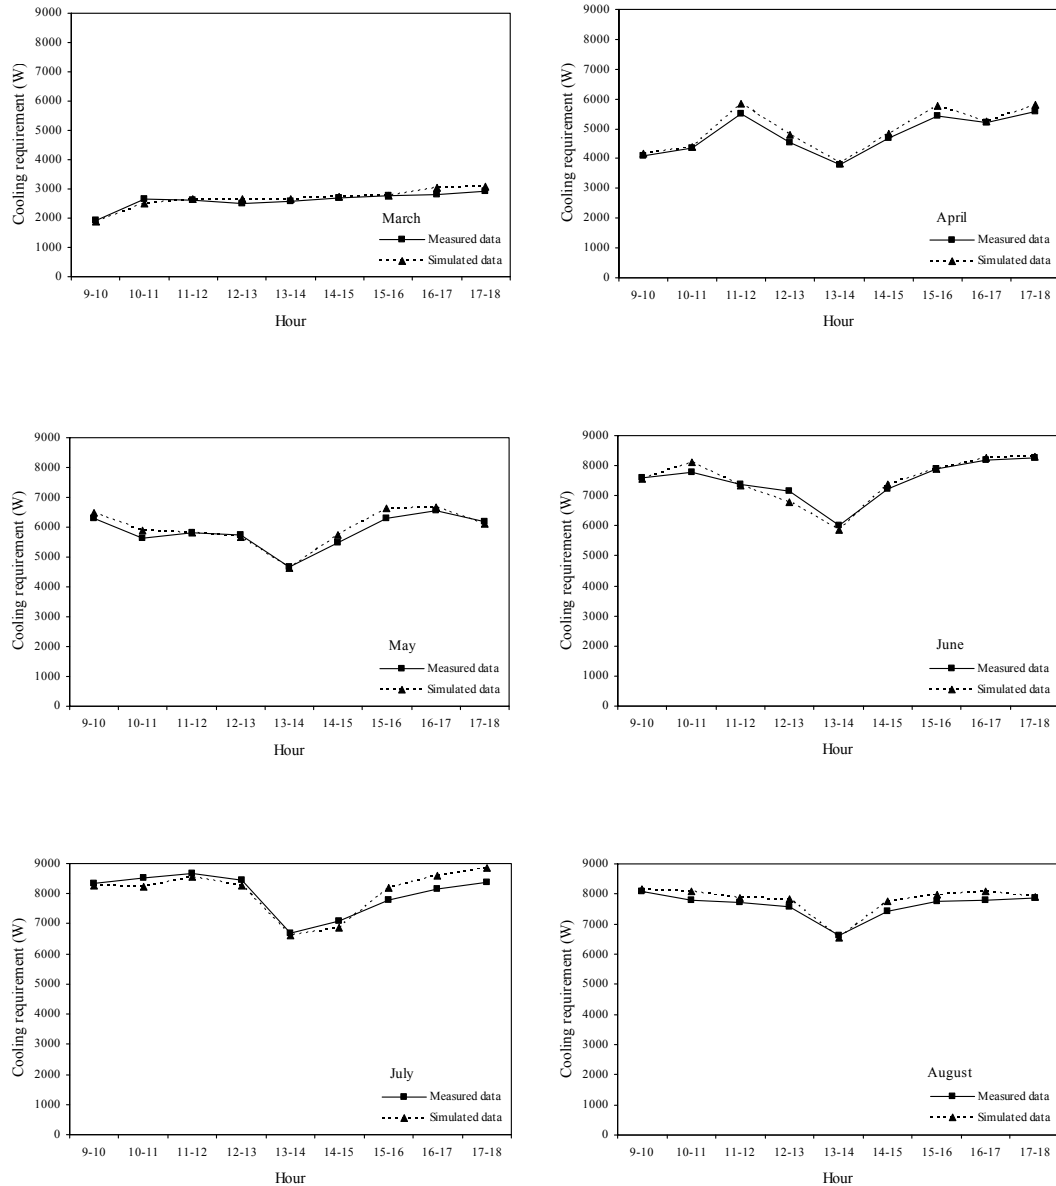 9000
8000
7000
6000
5000
4000
3000
2000
1000
0
Cooling requirement (W)
March
Measured data
Simulated data
9-10 10-11 11-12 12-13 13-14 14-15 15-16 16-17 17-18
Hour
9000
8000
7000
6000
5000
4000
3000
2000
1000
0
Cooling requirement (W)
April
Measured data
Simulated data
9-10 10-11 11-12 12-13 13-14 14-15 15-16 16-17 17-18
Hour
9000
8000
7000
6000
5000
4000
3000
2000
1000
0
Cooling requirement (W)
May
Measured data
Simulated data
9-10 10-11 11-12 12-13 13-14 14-15 15-16 16-17 17-18
Hour
9000
8000
7000
6000
5000
4000
3000
2000
1000
0
Cooling requirement (W)
June
Measured data
Simulated data
9-10 10-11 11-12 12-13 13-14 14-15 15-16 16-17 17-18
Hour
9000
8000
7000
6000
5000
4000
3000
2000
1000
0
Cooling requirement (W)
July
Measured data
Simulated data
9-10 10-11 11-12 12-13 13-14 14-15 15-16 16-17 17-18
Hour
9000
8000
7000
6000
5000
4000
3000
2000
1000
0
Cooling requirement (W)
August
Measured data
Simulated data
9-10 10-11 11-12 12-13 13-14 14-15 15-16 16-17 17-18
Hour